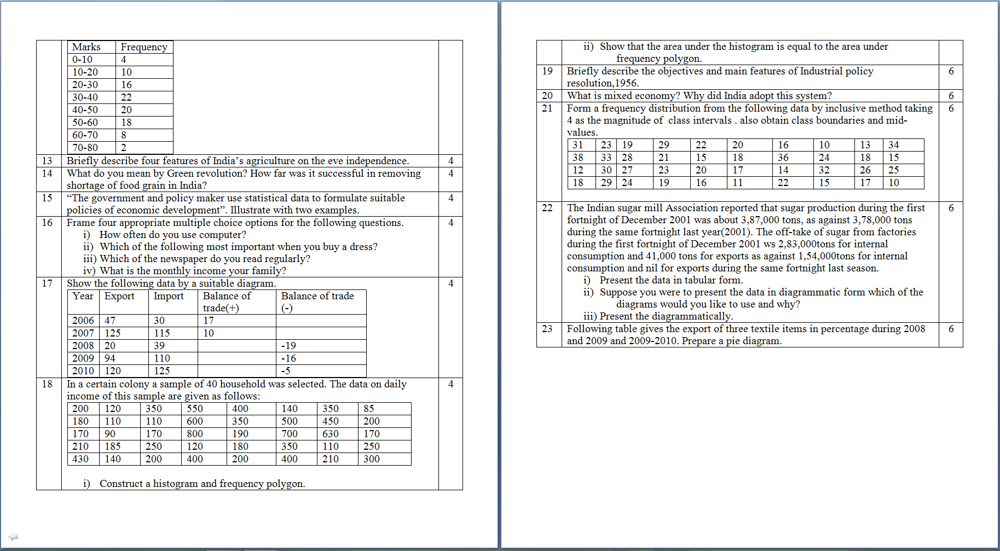 Marks Frequency
0-10 4
10-20 10
20-30 16
30-40 22
40-50 20
50-60 18
60-70 8
70-80 2
13 Briefly describe four features of India’s agriculture on the eve independence. 4
14 What do you mean by Green revolution? How far was it successful in removing 4
shortage of food grain in India?
15 “The government and policy maker use statistical data to formulate suitable 4
policies of economic development”. Illustrate with two examples.
16 Frame four appropriate multiple choice options for the following questions. 4
i) How often do you use computer?
ii) Which of the following most important when you buy a dress?
iii) Which of the newspaper do you read regularly?
iv) What is the monthly income your family?
17 Show the following data by a suitable diagram. 4
Year Export Import Balance of Balance of trade
trade(+) (-)
2006 47 30 17
2007 125 115 10
2008 20 39 -19
2009 94 110 -16
2010 120 125 -5
18 In a certain colony a sample of 40 household was selected. The data on daily 4
income of this sample are given as follows:
200 120 350 550 400 140 350 85
180 110 110 600 350 500 450 200
170 90 170 800 190 700 630 170
210 185 250 120 180 350 110 250
430 140 200 400 200 400 210 300
i) Construct a histogram and frequency polygon.
ii) Show that the area under the histogram is equal to the area under
frequency polygon.
19 Briefly describe the objectives and main features of Industrial policy 6
resolution,1956.
20 What is mixed economy? Why did India adopt this system? 6
21 Form a frequency distribution from the following data by inclusive method taking 6
4 as the magnitude of class intervals . also obtain class boundaries and mid-
values.
31 23 19 29 22 20 16 10 13 34
38 33 28 21 15 18 36 24 18 15
12 30 27 23 20 17 14 32 26 25
18 29 24 19 16 11 22 15 17 10
22 The Indian sugar mill Association reported that sugar production during the first 6
fortnight of December 2001 was about 3,87,000 tons, as against 3,78,000 tons
during the same fortnight last year(2001). The off-take of sugar from factories
during the first fortnight of December 2001 ws 2,83,000tons for internal
consumption and 41,000 tons for exports as against 1,54,000tons for internal
consumption and nil for exports during the same fortnight last season.
i) Present the data in tabular form.
ii) Suppose you were to present the data in diagrammatic form which of the
diagrams would you like to use and why?
iii) Present the diagrammatically.
23 Following table gives the export of three textile items in percentage during 2008 6
and 2009 and 2009-2010. Prepare a pie diagram.